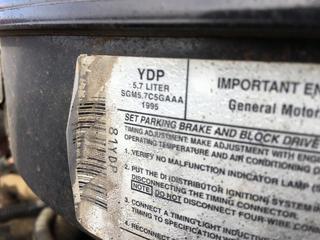 YDP
5.7 LITER
SGM5.7C5GAAA
1995
81YDP
IMPORTANT EN
General Motor
SET PARKING BRAKE AND BLOCK DRIVE
TIMING ADJUSTMENT: MAKE ADJUSTMENT WITH ENGI
OPERATING TEMPERATURE AND AIR CONDITIONING
1. VERIFY NO MALFUNCTION INDICATOR LAMP (
2. PUT THE DI (DISTRIBUTOR IGNITION) SYSTEM
DISCONNECTING THE TIMING CONNECTOR.
NOTE: DO NOT DISCONNECT FOUR-WIRE CO
3. CONNECT A TIMING LIGHT INDUCT
TIMING TO SPECIFICATION
4. RECONNECT